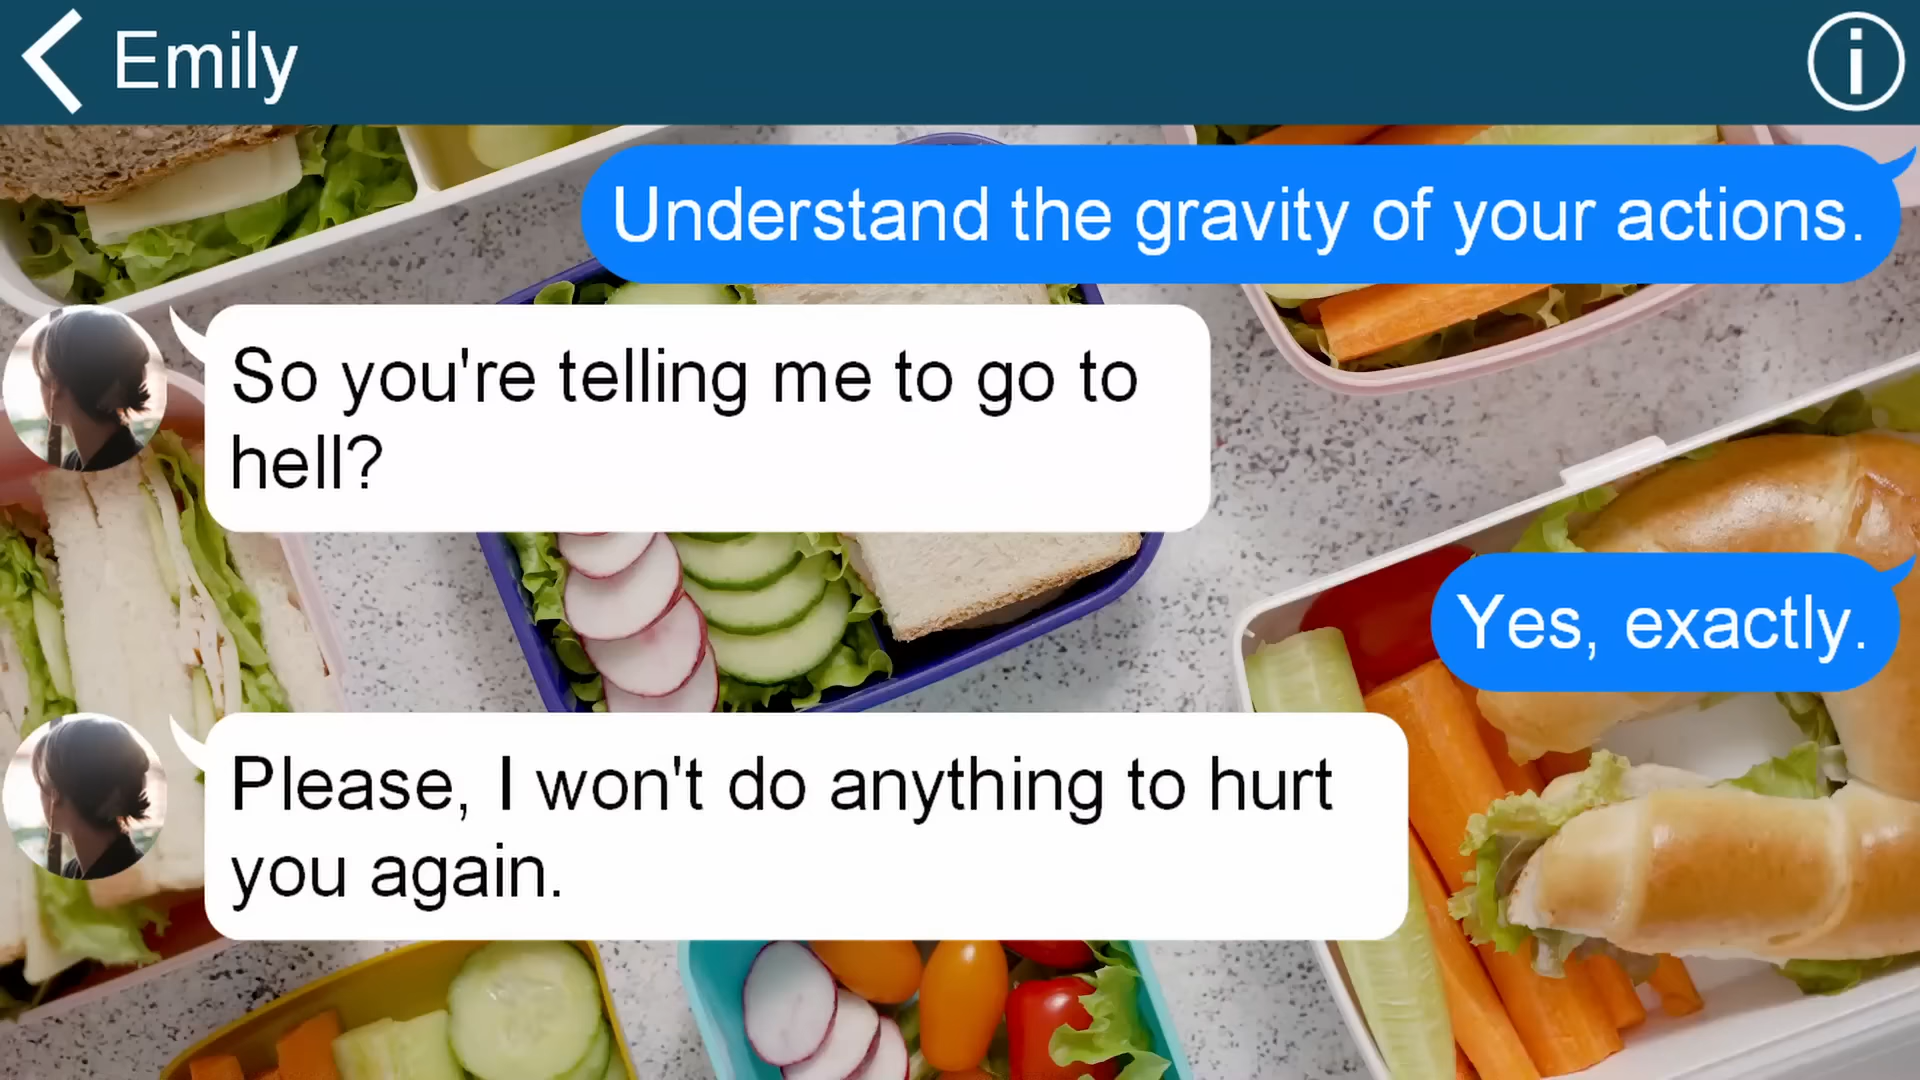 Emily
Understand the gravity of your actions.
So you're telling me to go to
hell?
Yes, exactly.
Please, I won't do anything to hurt
you again.